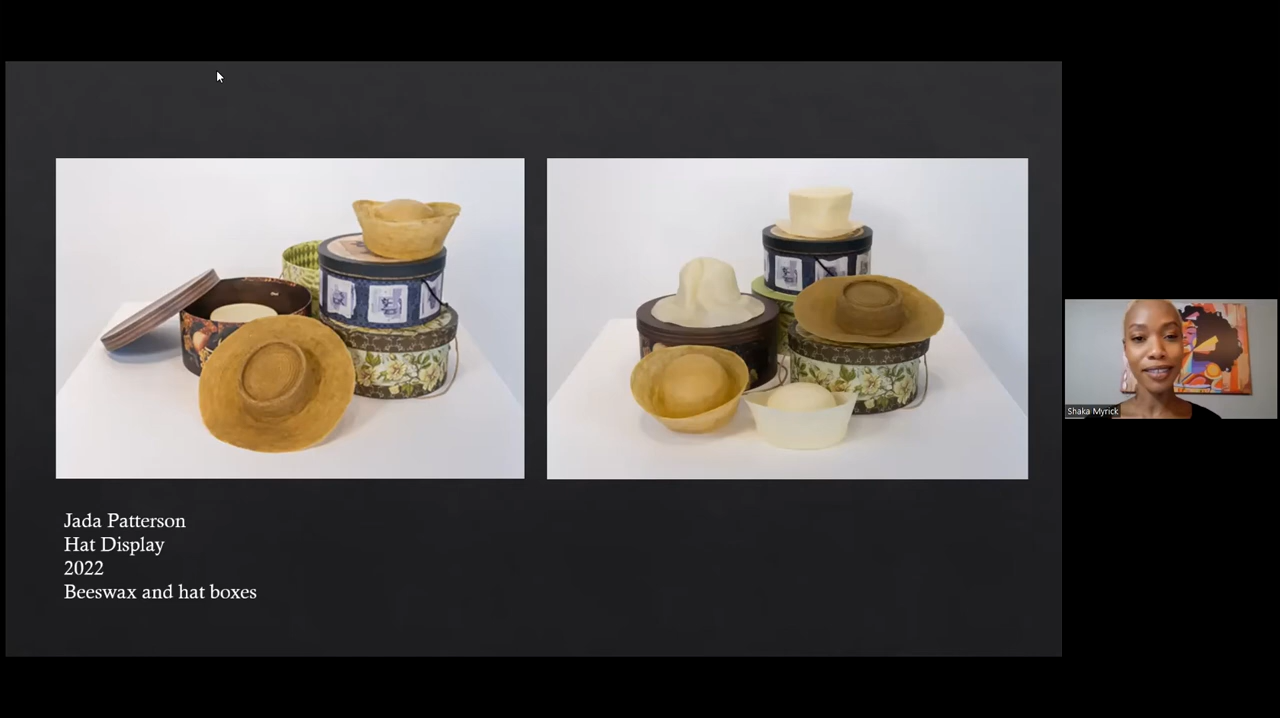 Jada Patterson
Hat Display
2022
Beeswax and hat boxes
Shaka Myrick